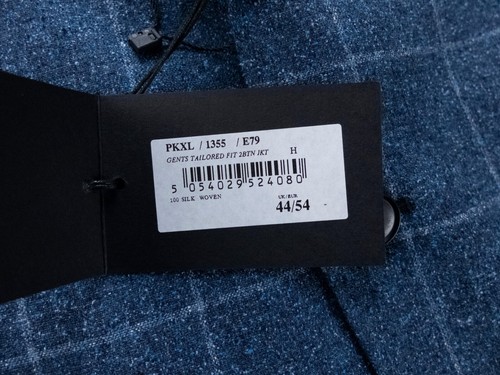 PKXL / 1355 / E79
GENTS TAILORED FIT 2BTN JKT H
5 054029 524080
100 SILK WOVEN
UK/EUR
44/54 -